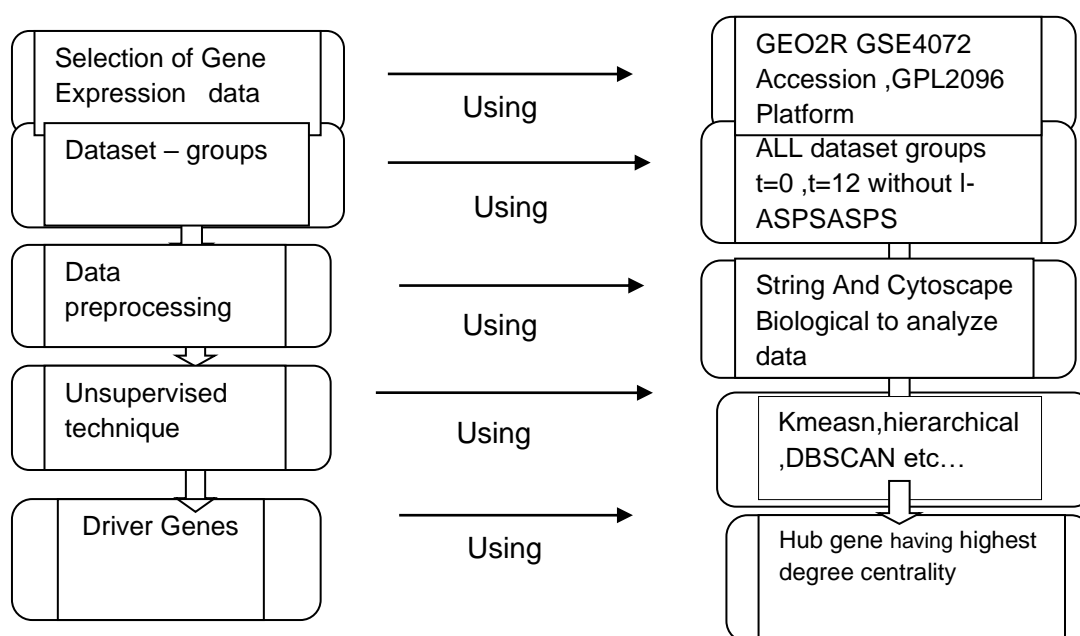 Selection of Gene
Expression data
Using
GEO2R GSE4072
Accession ,GPL2096
Platform
Dataset – groups
Using
ALL dataset groups
t=0 ,t=12 without l-
ASPSASPS
Data
preprocessing
Using
String And Cytoscape
Biological to analyze
data
Unsupervised
technique
Using
Kmeasn,hierarchical
,DBSCAN etc…
Driver Genes
Using
Hub gene having highest
degree centrality